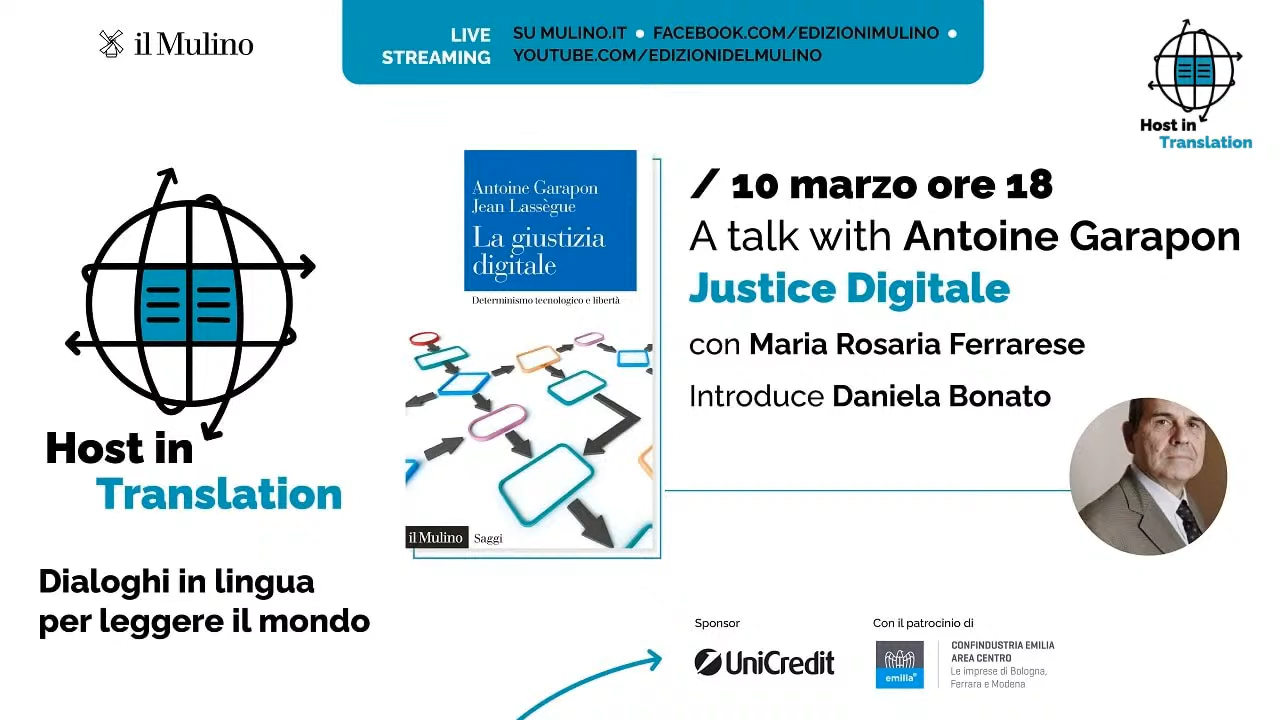 il Mulino
LIVE STREAMING
SU MULINO.IT ● FACEBOOK.COM/EDIZIONIMULINO ●
YOUTUBE.COM/EDIZIONIDELMULINO
Host in
Translation
Host in
Translation
Dialoghi in lingua
per leggere il mondo
Antoine Garapon
Jean Lassègue
La giustizia
digitale
Determinismo tecnologico e libertà
il Mulino Saggi
/ 10 marzo ore 18
A talk with Antoine Garapon
Justice Digitale
con Maria Rosaria Ferrarese
Introduce Daniela Bonato
Sponsor
UniCredit
Con il patrocinio di
emilia
CONFINDUSTRIA EMILIA
AREA CENTRO
Le imprese di Bologna,
Ferrara e Modena